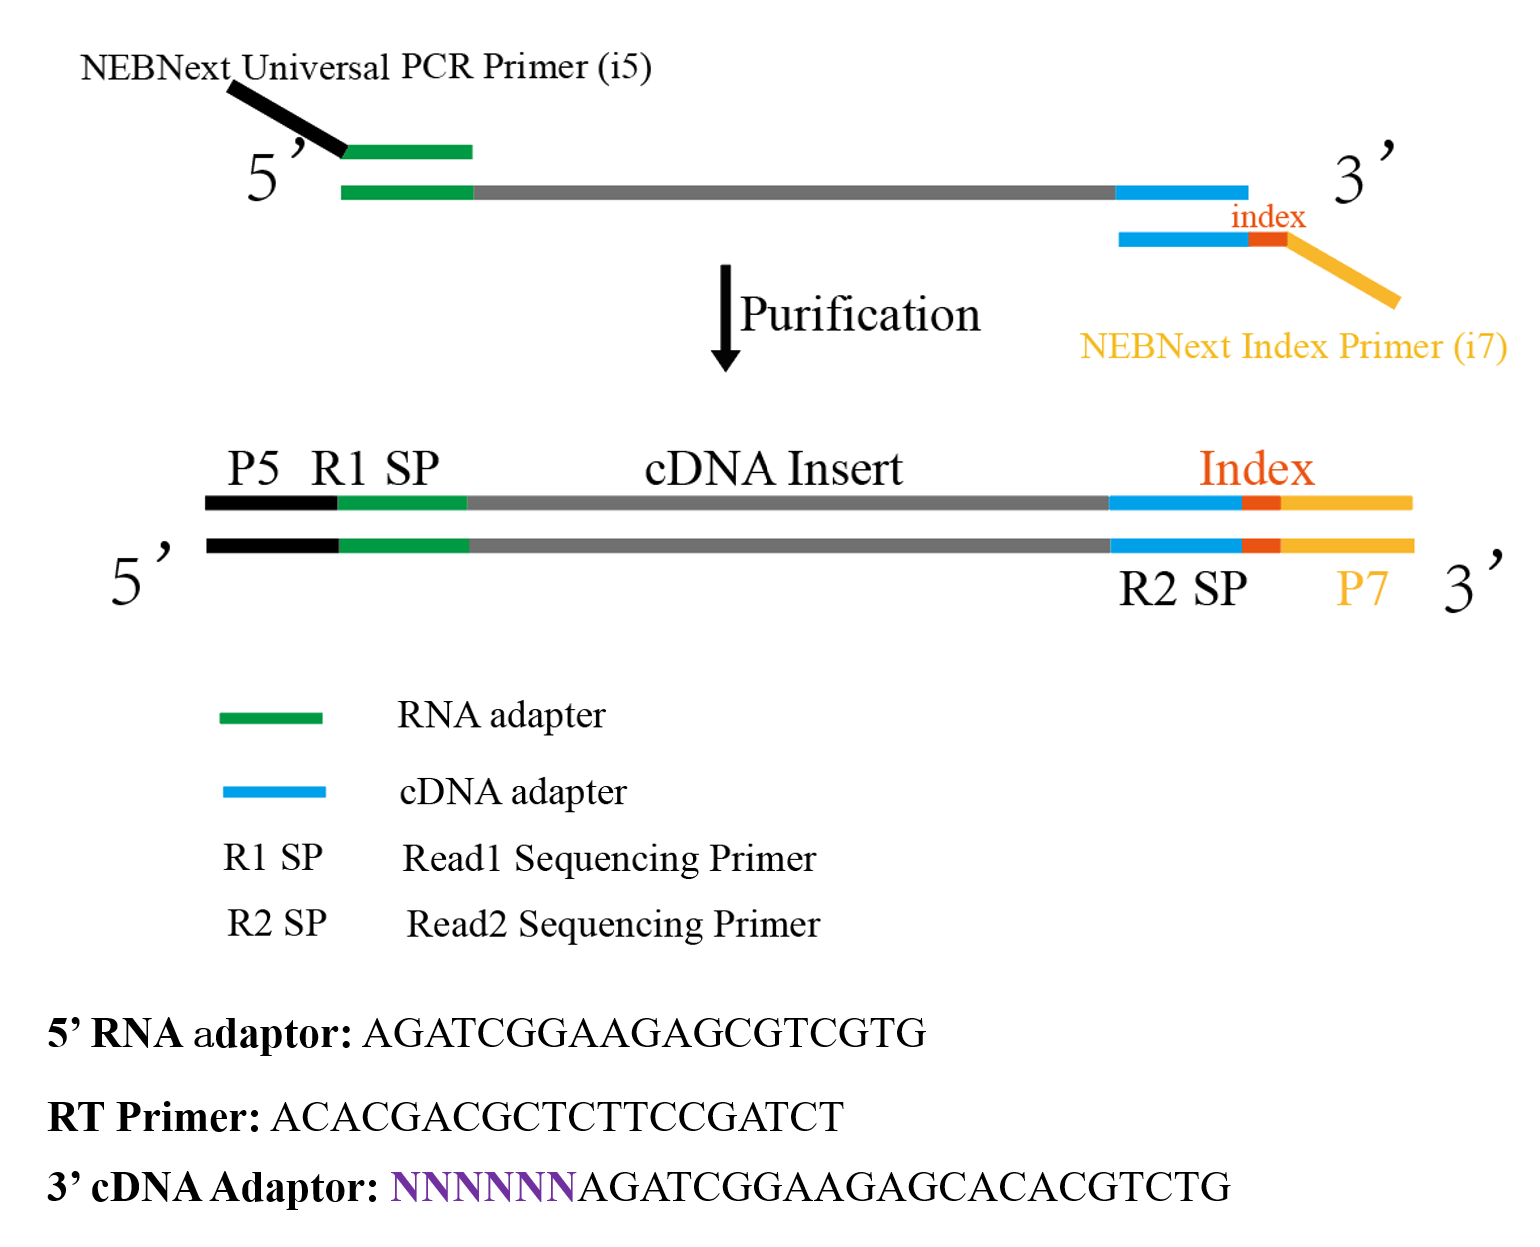 NEBNext Universal PCR Primer (i5)
5’
3’
index
Purification
NEBNext Index Primer (i7)
P5 R1 SP cDNA Insert Index
5’
R2 SP P7
3’
RNA adapter
cDNA adapter
R1 SP Read1 Sequencing Primer
R2 SP Read2 Sequencing Primer
5’ RNA adaptor: AGATCGGAAGAGCGTCGTG
RT Primer: ACACGACGCTCTTCCGATCT
3’ cDNA Adaptor: NNNNNNAGATCGGAAGAGCACACGTCTG